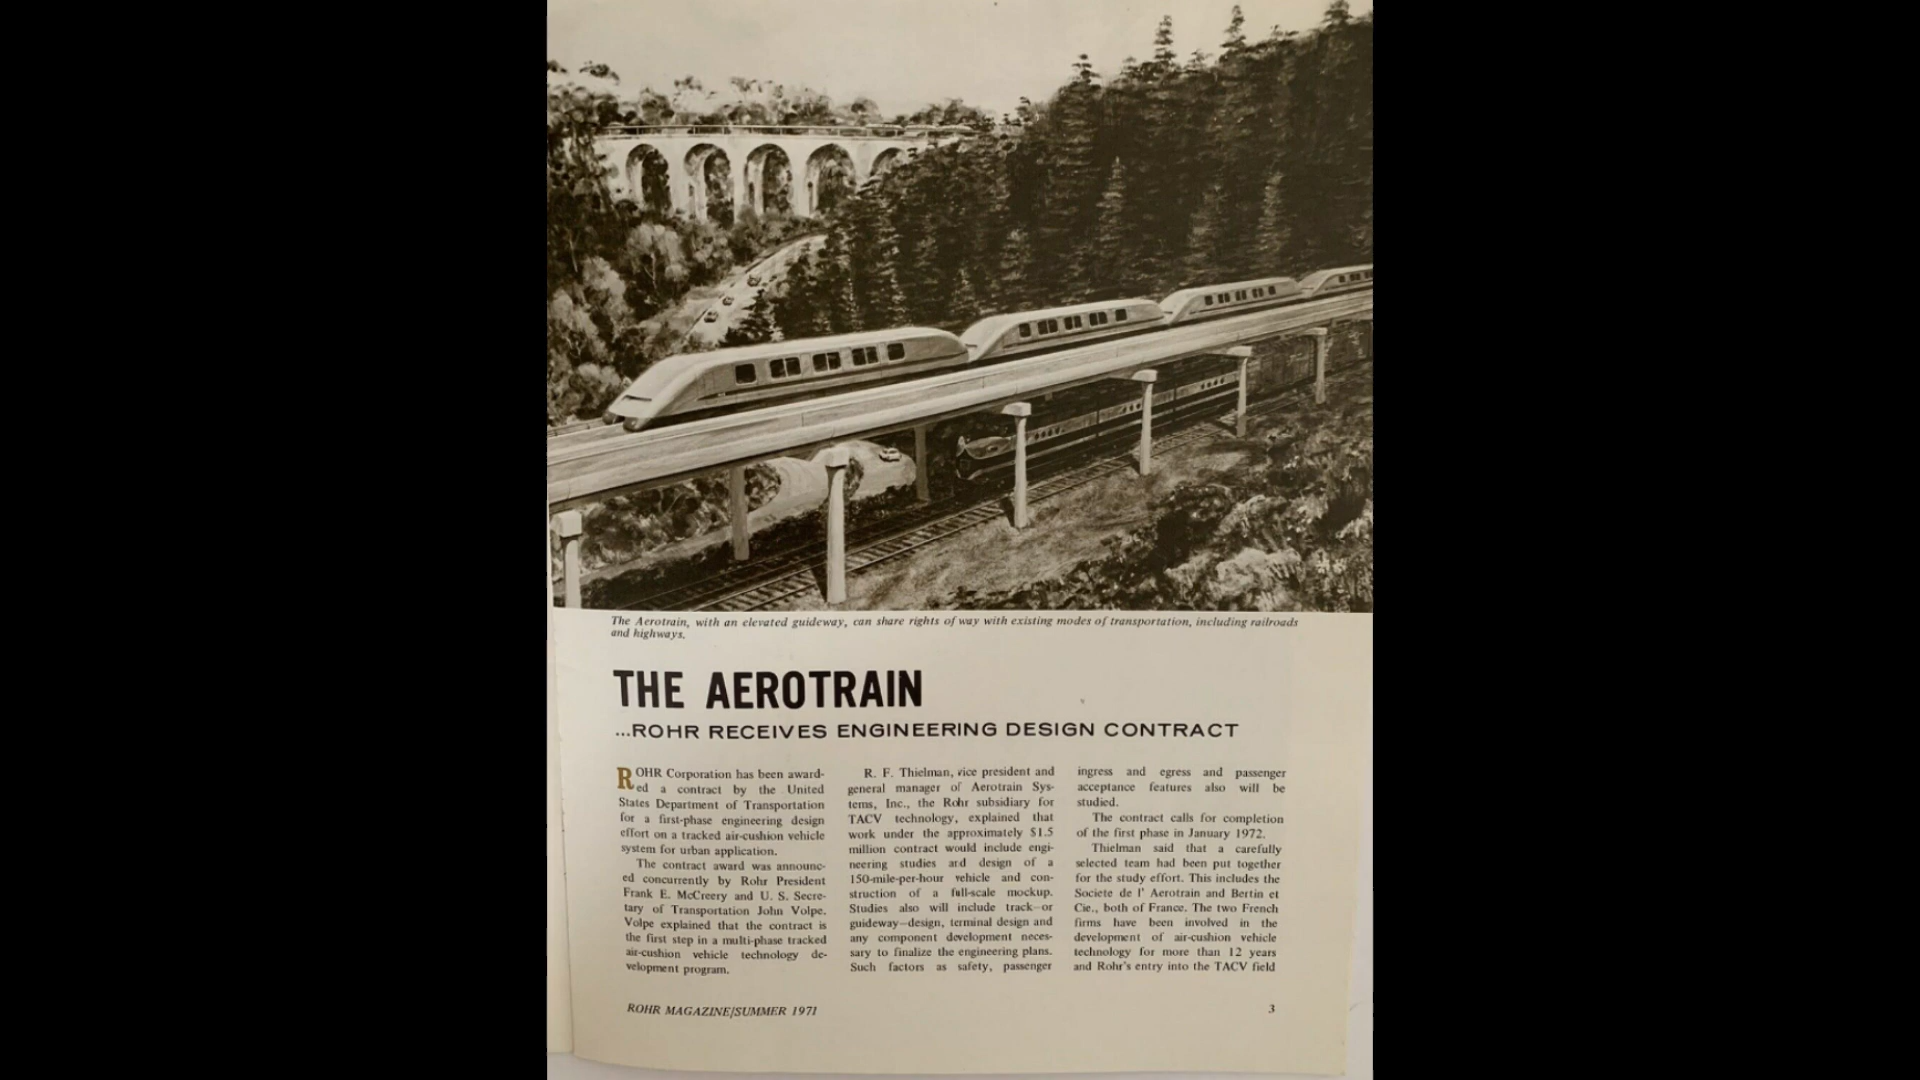 The Aerotrain, with an elevated guideway, can share rights of way with existing modes of transportation, including railroads
and highways.
THE AEROTRAIN
...ROHR RECEIVES ENGINEERING DESIGN CONTRACT
ROHR Corporation has been award-
ed a contract by the United
States Department of Transportation
for a first-phase engineering design
effort on a tracked air-cushion vehicle
system for urban application.
The contract award was announc-
ed concurrently by Rohr President
Frank E. McCreery and U. S. Secre-
tary of Transportation John Volpe.
Volpe explained that the contract is
the first step in a multi-phase tracked
air-cushion vehicle technology de-
velopment program.
R. F. Thielman, vice president and
general manager of Aerotrain Sys-
tems, Inc., the Rohr subsidiary for
TACV technology, explained that
work under the approximately $1.5
million contract would include engi-
neering studies and design of a
150-mile-per-hour vehicle and con-
struction of a full-scale mockup.
Studies also will include track—or
guideway—design, terminal design and
any component development neces-
sary to finalize the engineering plans.
Such factors as safety, passenger
ingress and egress and passenger
acceptance features also will be
studied.
The contract calls for completion
of the first phase in January 1972.
Thielman said that a carefully
selected team had been put together
for the study effort. This includes the
Societe de l' Aerotrain and Bertin et
Cie., both of France. The two French
firms have been involved in the
development of air-cushion vehicle
technology for more than 12 years
and Rohr's entry into the TACV field
ROHR MAGAZINE/SUMMER 1971
3